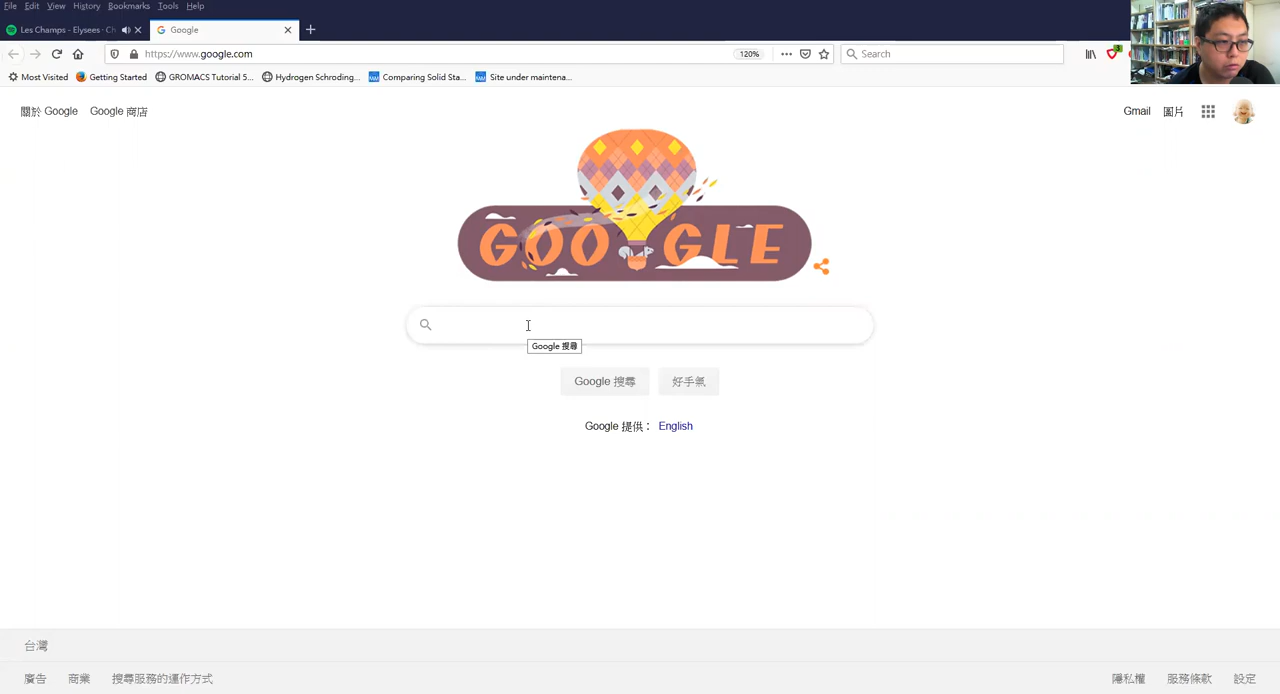 File Edit View History Bookmarks Tools Help
Les Champs - Elysees · Ch
Google
https://www.google.com
120%
Search
3
Most Visited
Getting Started
GROMACS Tutorial 5...
Hydrogen Schroding...
Comparing Solid Sta...
Site under maintena...
關於 Google
Google 商店
Gmail
圖片
GOOGLE
Google 搜尋
Google 搜尋
好手氣
Google 提供： English
台灣
廣告
商業
搜尋服務的運作方式
隱私權
服務條款
設定